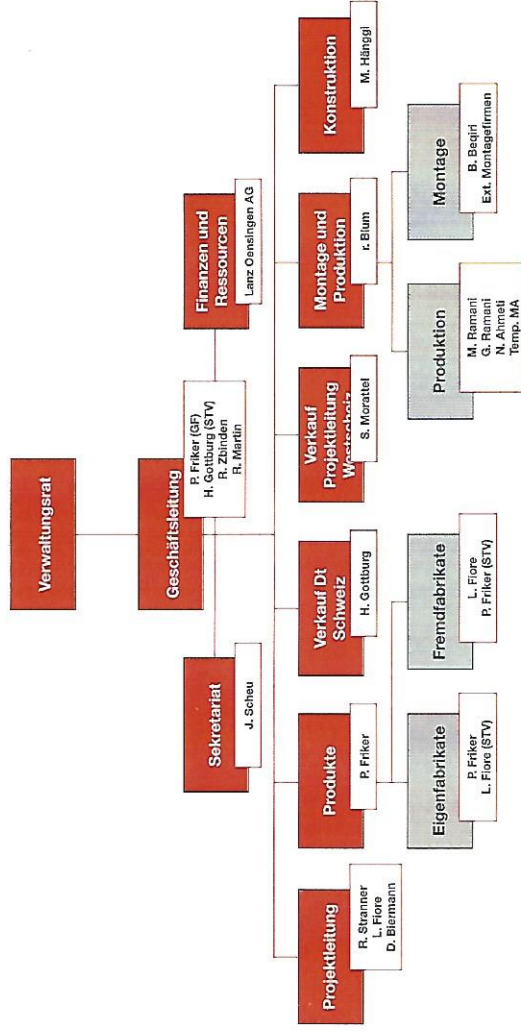 Verwaltungsrat
Geschäftsleitung
P. Friker (GF)
H. Gottburg (STV)
R. Zbinden
R. Martin
Sekretariat
J. Scheu
Finanzen und
Ressourcen
Lanz Oensingen AG
Projektleitung
R. Stranner
L. Fiore
D. Biermann
Produkte
P. Friker
Verkauf Dt
Schweiz
H. Gottburg
Verkauf
Projektleitung
Westscheiz
S. Morattel
Montage und
Produktion
r. Blum
Konstruktion
M. Hänggi
Eigenfabrikate
P. Friker
L. Fiore (STV)
Fremdfabrikate
L. Fiore
P. Friker (STV)
Produktion
M. Ramani
G. Ramani
N. Ahmeti
Temp. MA
Montage
B. Beqiri
Ext. Montagefirmen